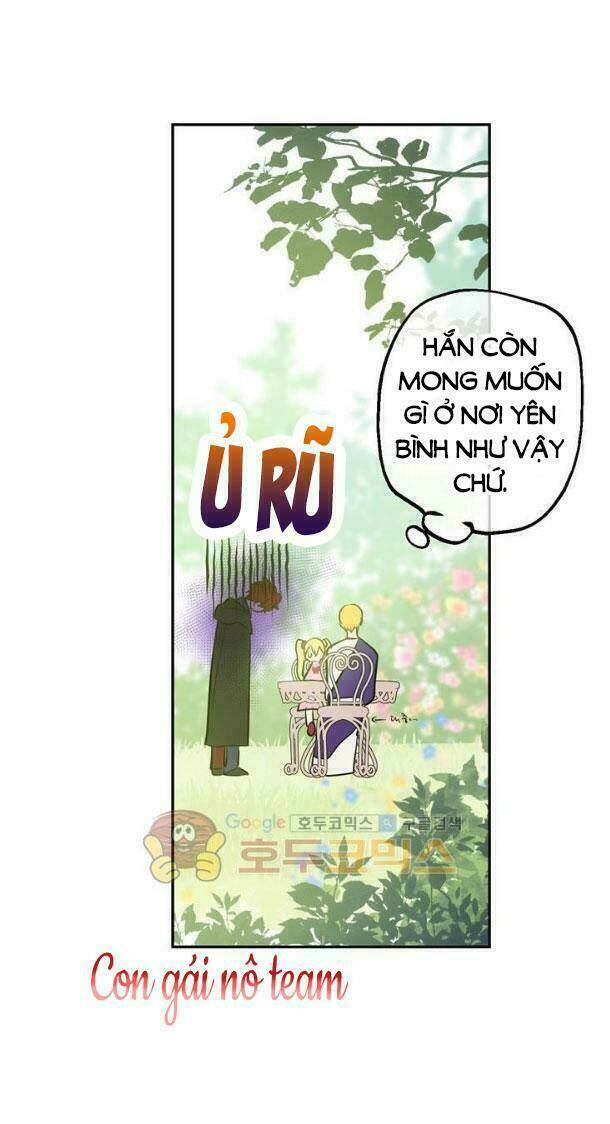 HẮN CÒN
MONG MUỐN
GÌ Ở NƠI YÊN
BÌNH NHƯ VẬY
CHỨ.
Ủ RŨ
Google 호두코믹스 구글검색
호두코믹스
Con gái nô team